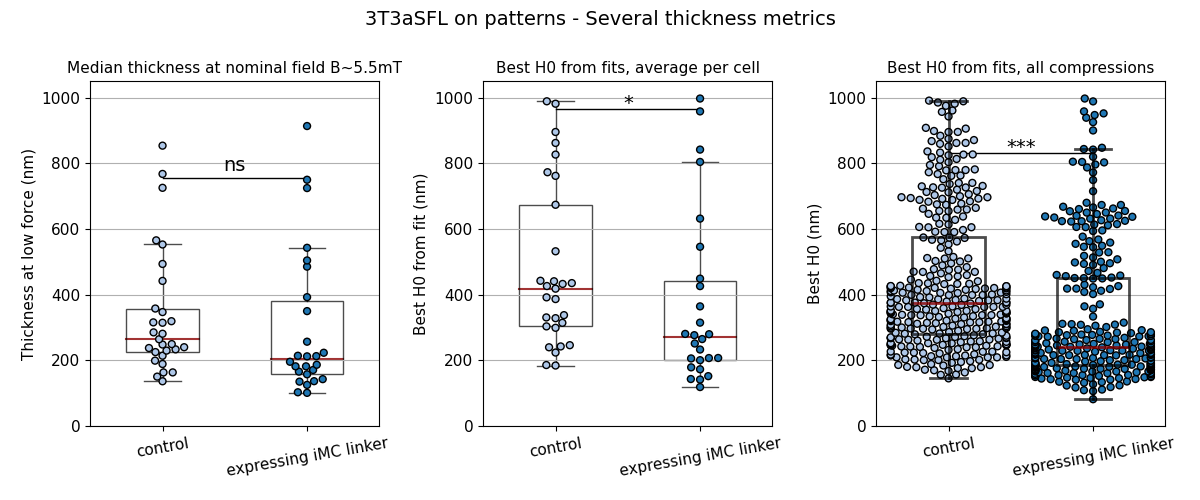 3T3aSFL on patterns - Several thickness metrics
Median thickness at nominal field B~5.5mT
Thickness at low force (nm)
1000
800
600
400
200
0
ns
control
expressing iMC linker
Best H0 from fits, average per cell
Best H0 from fit (nm)
1000
800
600
400
200
0
*
control
expressing iMC linker
Best H0 from fits, all compressions
Best H0 (nm)
1000
800
600
400
200
0
***
control
expressing iMC linker